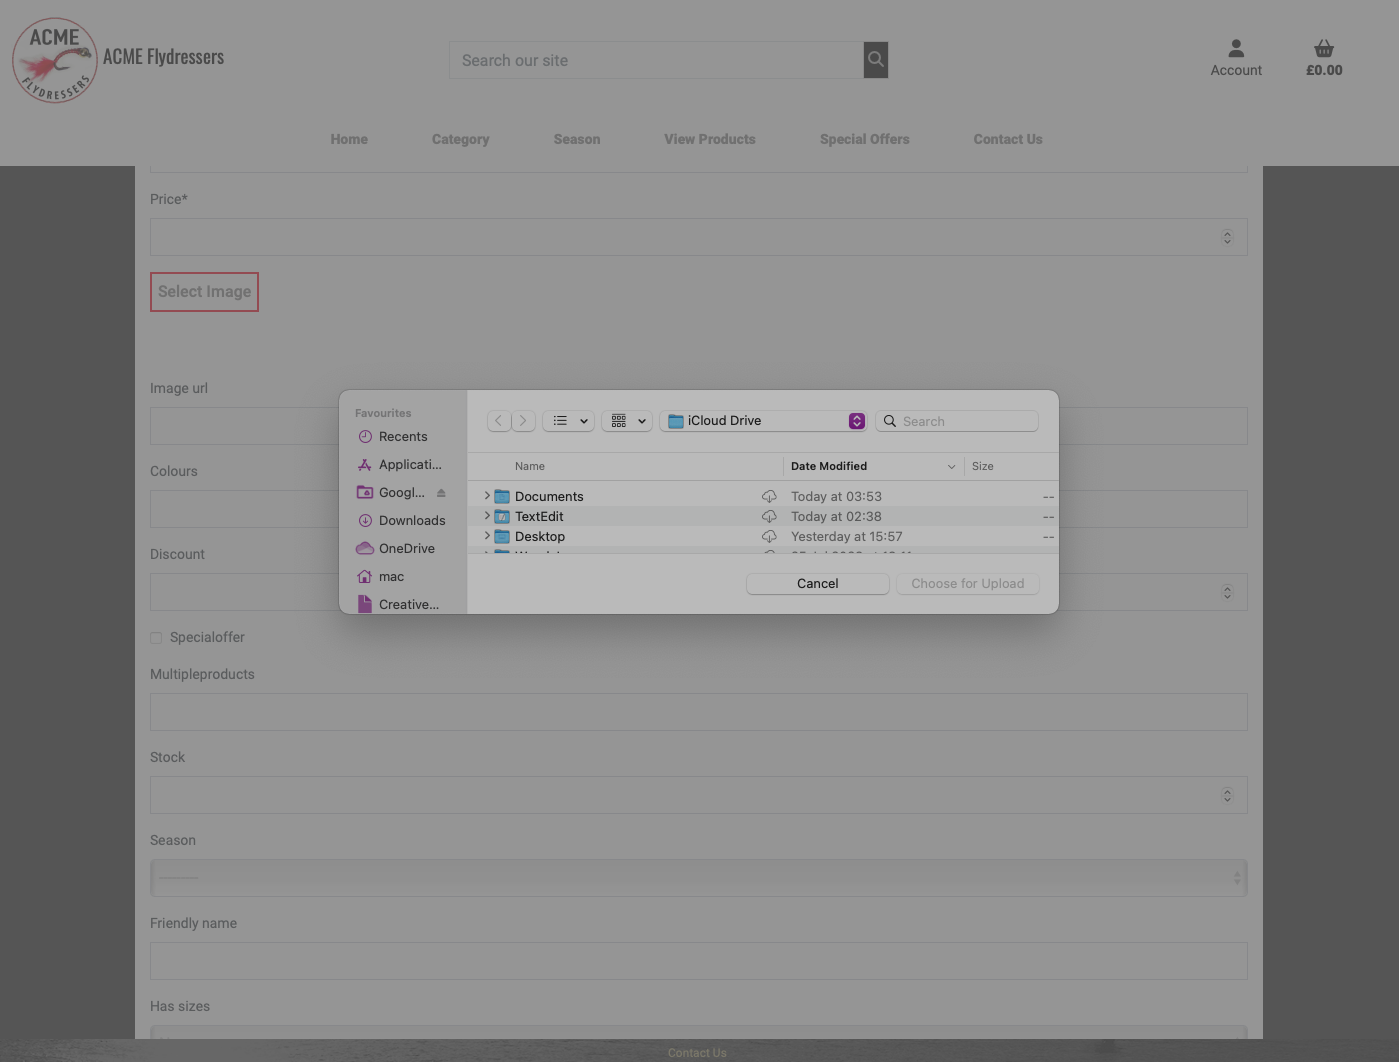 ACME
FLYDRESSERS
ACME Flydressers
Search our site
Account
£0.00
Home
Category
Season
View Products
Special Offers
Contact Us
Price*
Select Image
Image url
Colours
Discount
Specialoffer
Multipleproducts
Stock
Season
Friendly name
Has sizes
Favourites
Recents
Applicati...
Googl...
Downloads
OneDrive
mac
Creative...
iCloud Drive
Search
Name
Date Modified
Size
Documents
Today at 03:53
--
TextEdit
Today at 02:38
--
Desktop
Yesterday at 15:57
--
Cancel
Choose for Upload
Contact Us